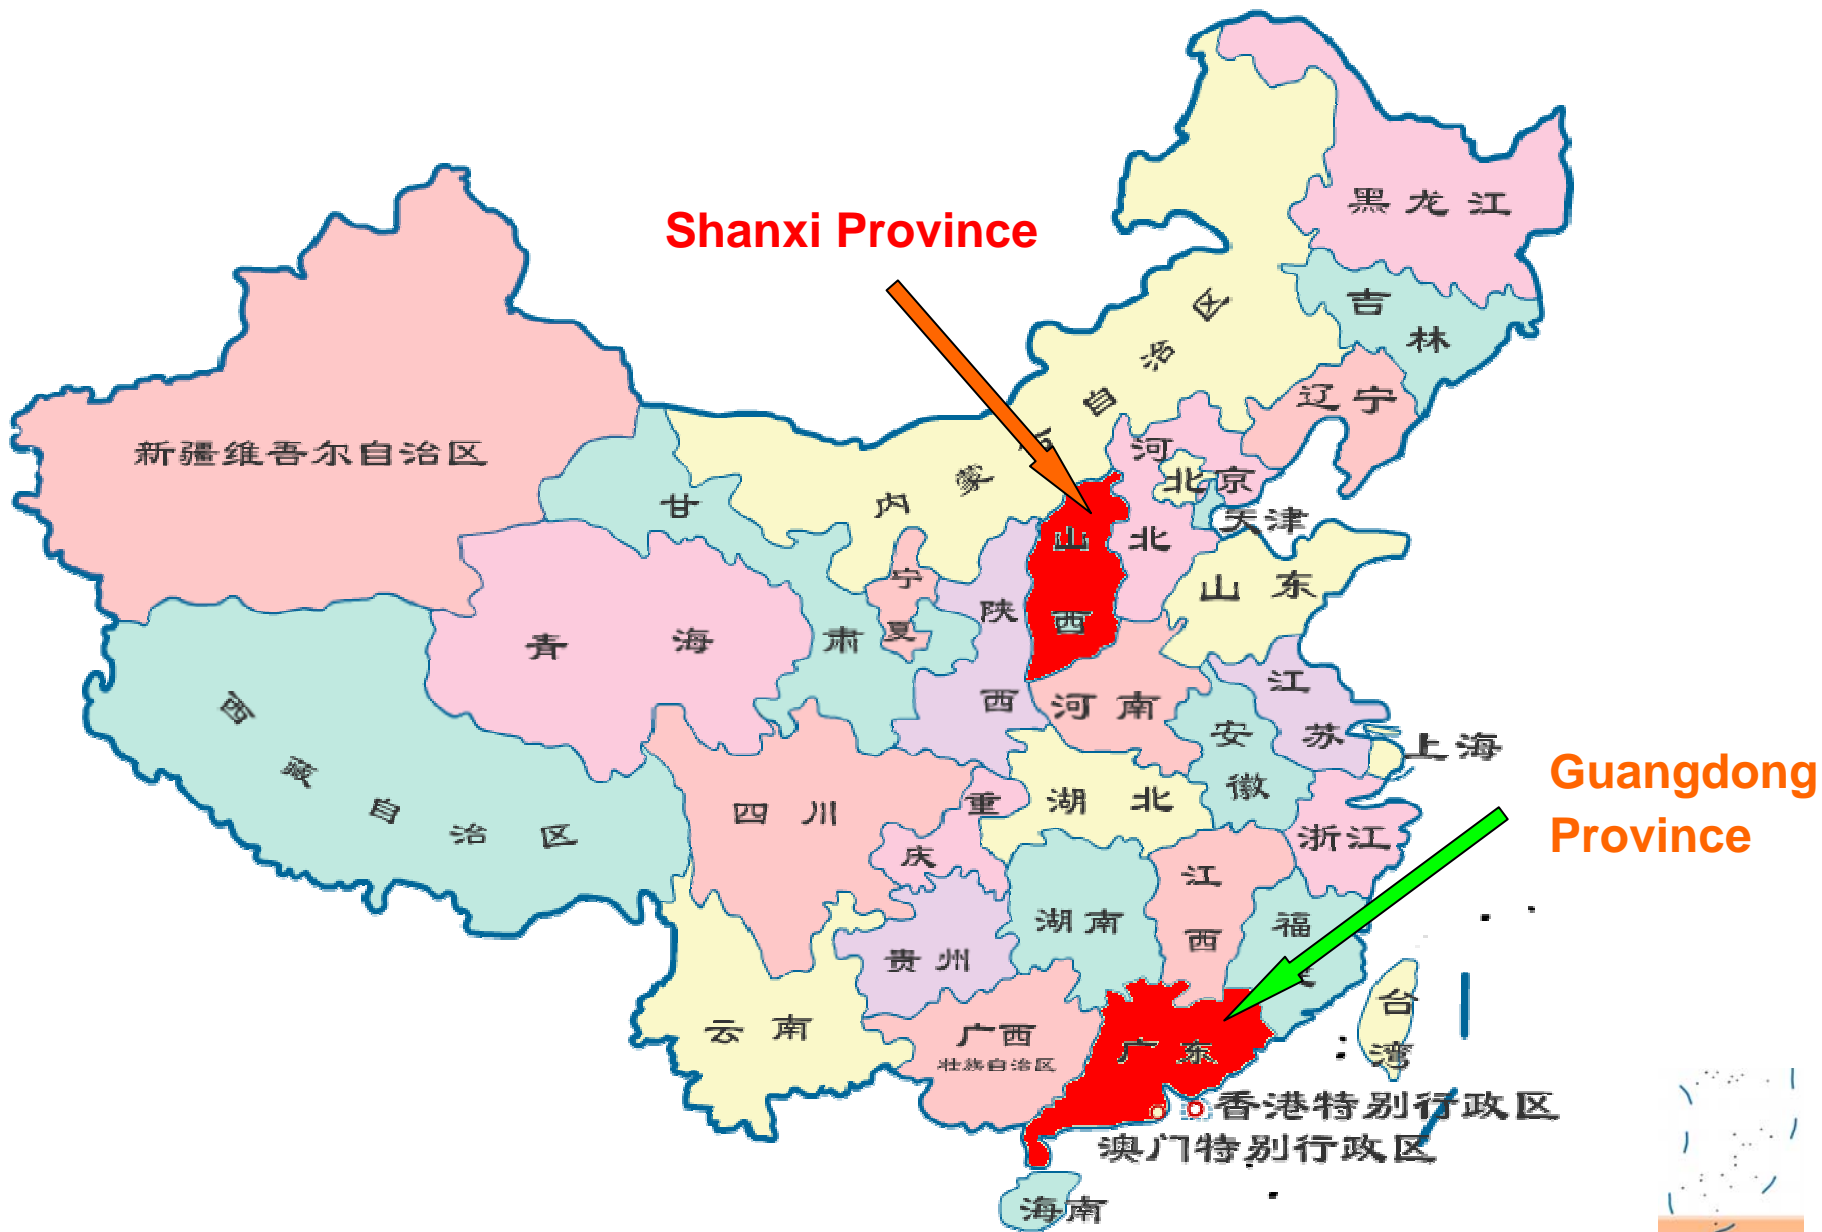 黑龙江
Shanxi Province
吉林
内蒙古自治区
辽宁
新疆维吾尔自治区
河北
北京
甘肃
天津
山西
宁夏
山东
陕西
青海
西藏自治区
江苏
河南
安徽
上海
Guangdong
Province
四川
重庆
湖北
浙江
江西
湖南
福建
贵州
云南
广西
壮族自治区
广东
台湾
香港特别行政区
澳门特别行政区
海南